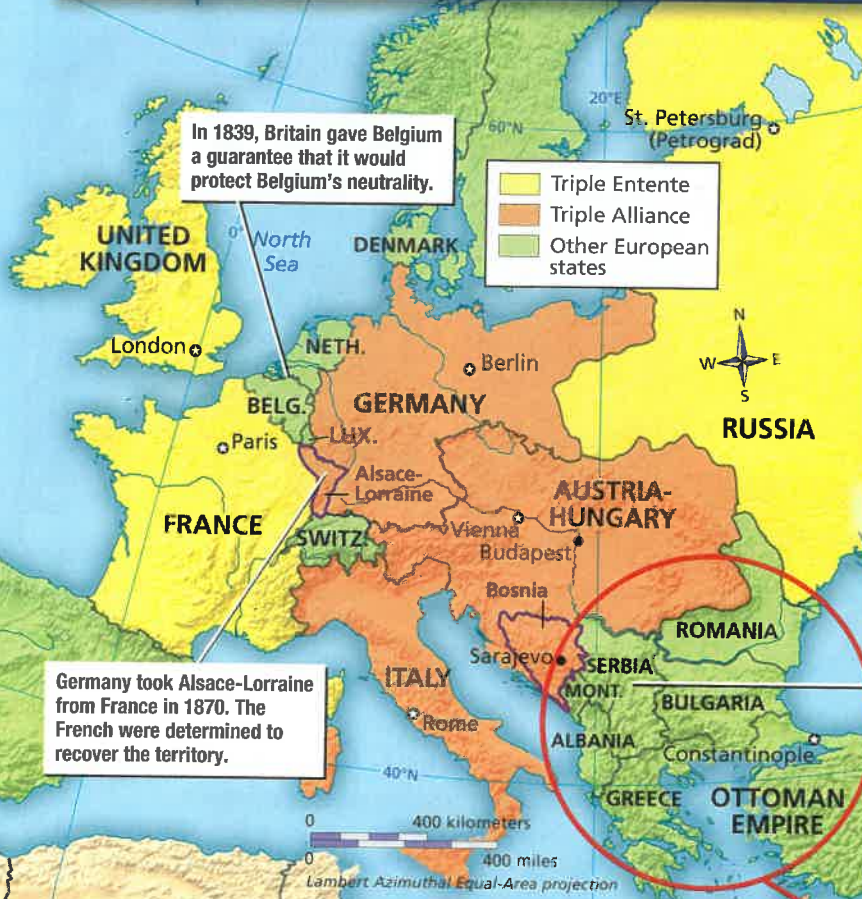 20°E
St. Petersburg
(Petrograd)
60°N
In 1839, Britain gave Belgium
a guarantee that it would
protect Belgium's neutrality.
Triple Entente
Triple Alliance
Other European
states
UNITED
KINGDOM
0°
North
Sea
DENMARK
London
NETH.
Berlin
N
W
E
S
BELG.
GERMANY
RUSSIA
Paris
LUX.
Alsace-
Lorraine
AUSTRIA-
HUNGARY
FRANCE
SWITZ.
Vienna
Budapest
Bosnia
ROMANIA
Sarajevo
SERBIA
Germany took Alsace-Lorraine
from France in 1870. The
French were determined to
recover the territory.
ITALY
MONT.
BULGARIA
Rome
ALBANIA
Constantinople
40°N
GREECE
OTTOMAN
EMPIRE
0
400 kilometers
0
400 miles
Lambert Azimuthal Equal-Area projection